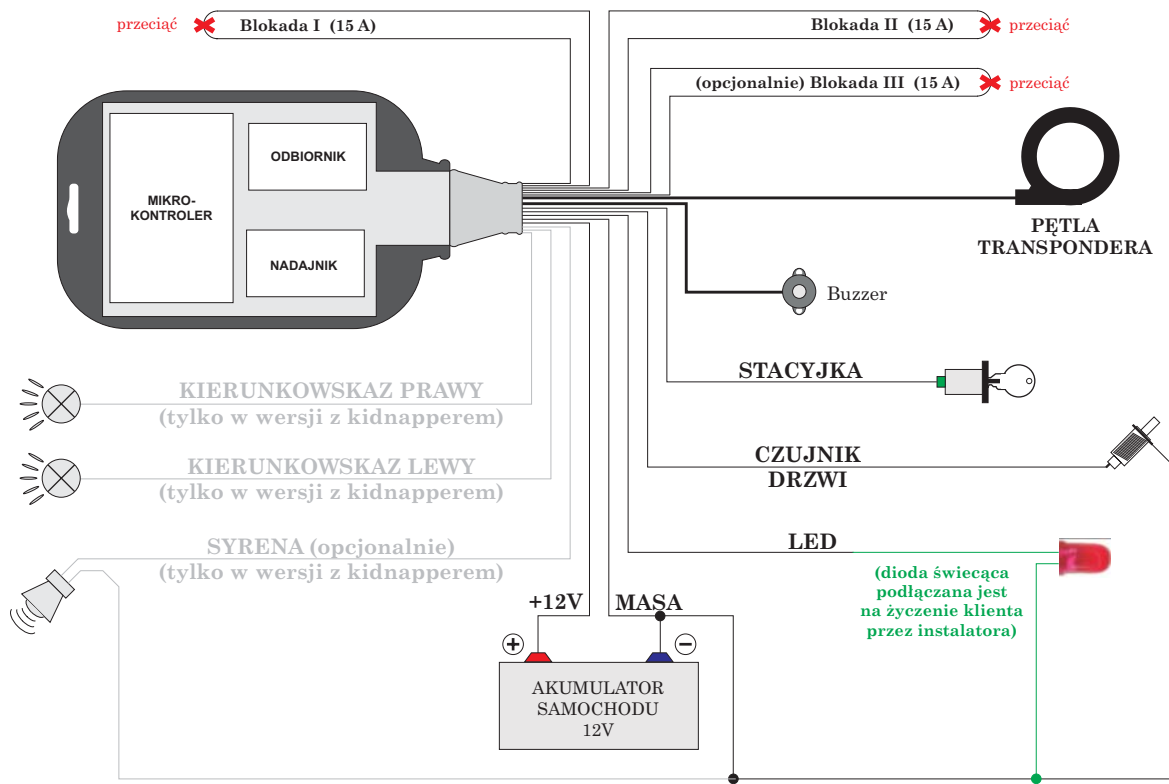 przeciąć
Blokada I (15 A)
Blokada II (15 A)
przeciąć
(opcjonalnie) Blokada III (15 A)
przeciąć
MIKRO-
KONTROLER
ODBIORNIK
NADAJNIK
PĘTLA
TRANSPONDERA
Buzzer
STACYJKA
KIERUNKOWSKAZ PRAWY
(tylko w wersji z kidnapperem)
CZUJNIK
DRZWI
KIERUNKOWSKAZ LEWY
(tylko w wersji z kidnapperem)
SYRENA (opcjonalnie)
(tylko w wersji z kidnapperem)
LED
(dioda świecąca
podłączana jest
na życzenie klienta
przez instalatora)
+12V
MASA
+
−
AKUMULATOR
SAMOCHODU
12V